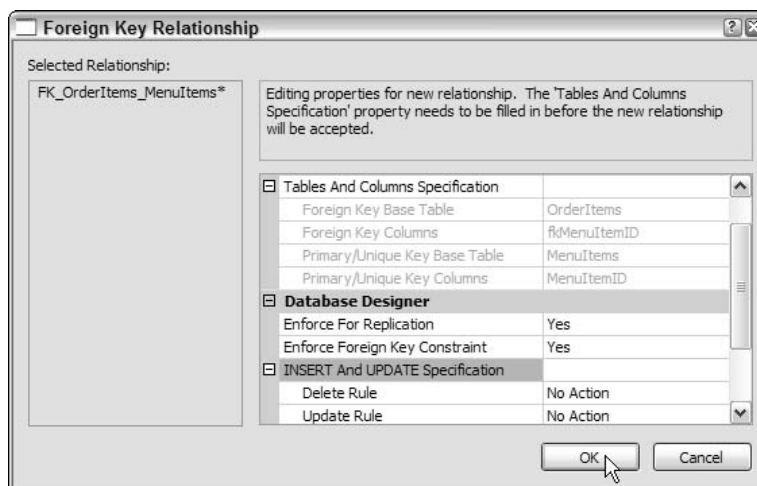 Foreign Key Relationship
Selected Relationship:
FK_OrderItems_MenuItems*
Editing properties for new relationship. The 'Tables And Columns
Specification' property needs to be filled in before the new relationship
will be accepted.
Tables And Columns Specification
Foreign Key Base Table OrderItems
Foreign Key Columns fkMenuItemID
Primary/Unique Key Base Table MenuItems
Primary/Unique Key Columns MenuItemID
Database Designer
Enforce For Replication Yes
Enforce Foreign Key Constraint Yes
INSERT And UPDATE Specification
Delete Rule No Action
Update Rule No Action
OK Cancel